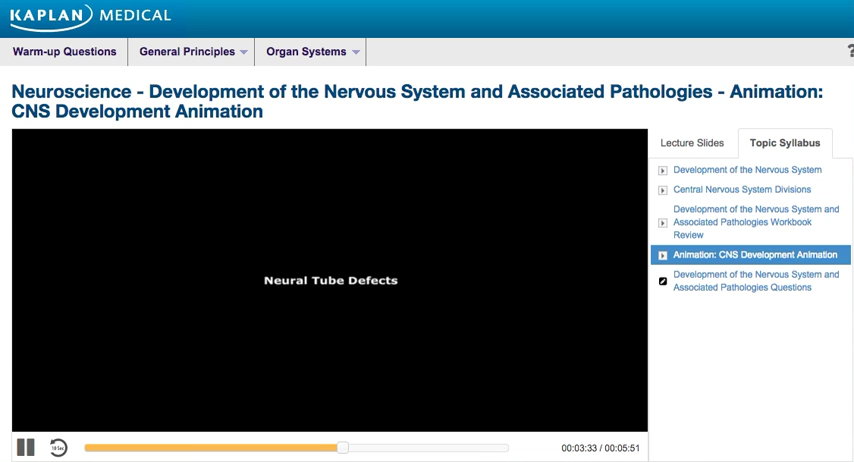 KAPLAN MEDICAL
Warm-up Questions
General Principles
Organ Systems
?
Neuroscience - Development of the Nervous System and Associated Pathologies - Animation:
CNS Development Animation
Lecture Slides
Topic Syllabus
Development of the Nervous System
Central Nervous System Divisions
Development of the Nervous System and
Associated Pathologies Workbook
Review
Animation: CNS Development Animation
Development of the Nervous System and
Associated Pathologies Questions
Neural Tube Defects
10 Sec
00:03:33 / 00:05:51